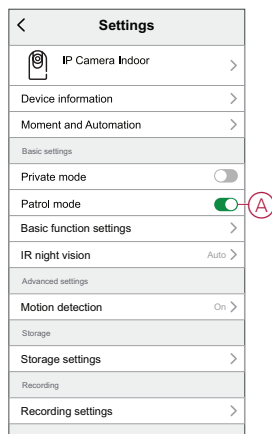 Settings
IP Camera Indoor
Device information
Moment and Automation
Basic settings
Private mode
Patrol mode
A
Basic function settings
IR night vision Auto
Advanced settings
Motion detection On
Storage
Storage settings
Recording
Recording settings